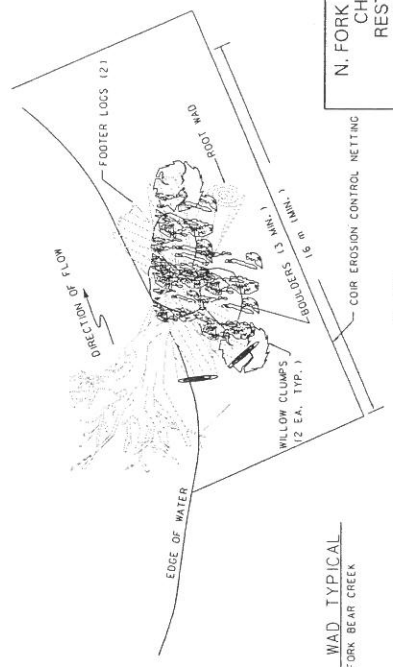 DIRECTION OF FLOW
FOOTER LOGS (2)
ROOT WAD
EDGE OF WATER
BOULDERS (3 MIN.)
16 m (MIN.)
WILLOW CLUMPS
(2 EA. TYP.)
COIR EROSION CONTROL NETTING
WAD TYPICAL
FORK BEAR CREEK
N. FORK
CH
REST